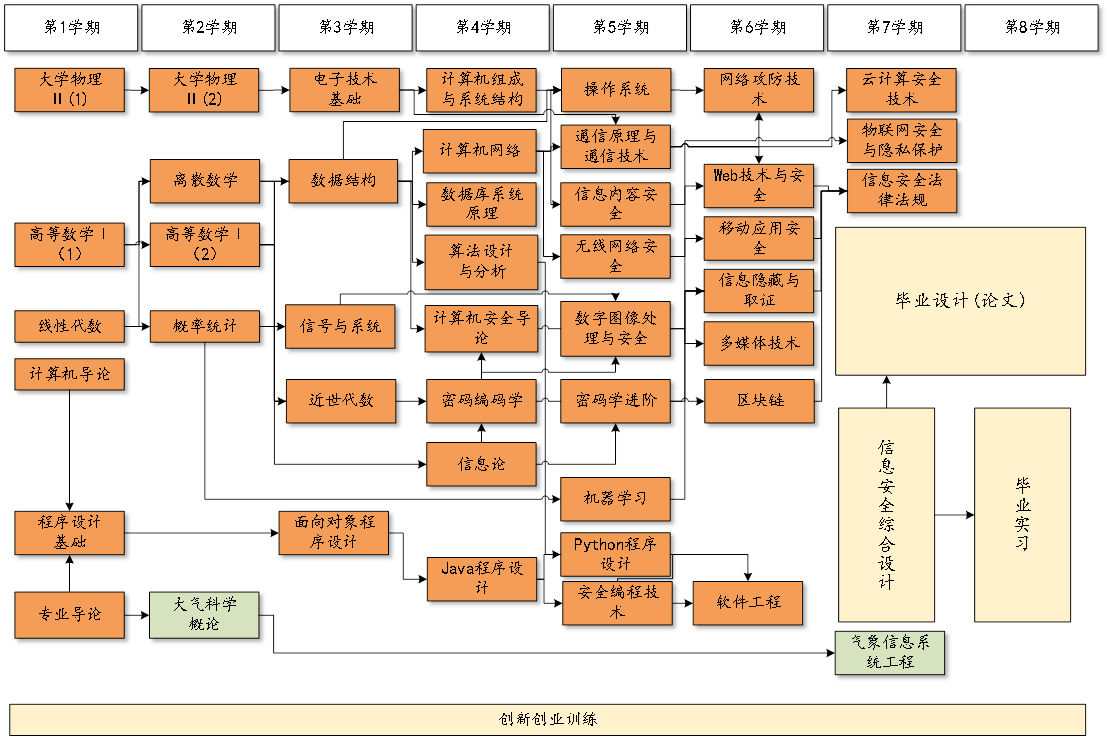 第1学期
第2学期
第3学期
第4学期
第5学期
第6学期
第7学期
第8学期
大学物理
Ⅱ(1)
大学物理
Ⅱ(2)
电子技术
基础
计算机组成
与系统结构
操作系统
网络攻防技
术
云计算安全
技术
计算机网络
通信原理与
通信技术
物联网安全
与隐私保护
离散数学
数据结构
数据库系统
原理
信息内容安
全
Web技术与安
全
信息安全法
律法规
高等数学Ⅰ
（1）
高等数学Ⅰ
（2）
算法设计
与分析
无线网络安
全
移动应用安
全
信息隐藏与
取证
毕业设计(论文)
线性代数
概率统计
信号与系统
计算机安全导
论
数字图像处
理与安全
多媒体技术
计算机导论
近世代数
密码编码学
密码学进阶
区块链
信息论
机器学习
信息安全综合设计
毕业实习
程序设计
基础
面向对象程
序设计
Java程序设
计
Python程序
设计
安全编程技
术
软件工程
专业导论
大气科学
概论
气象信息系
统工程
创新创业训练